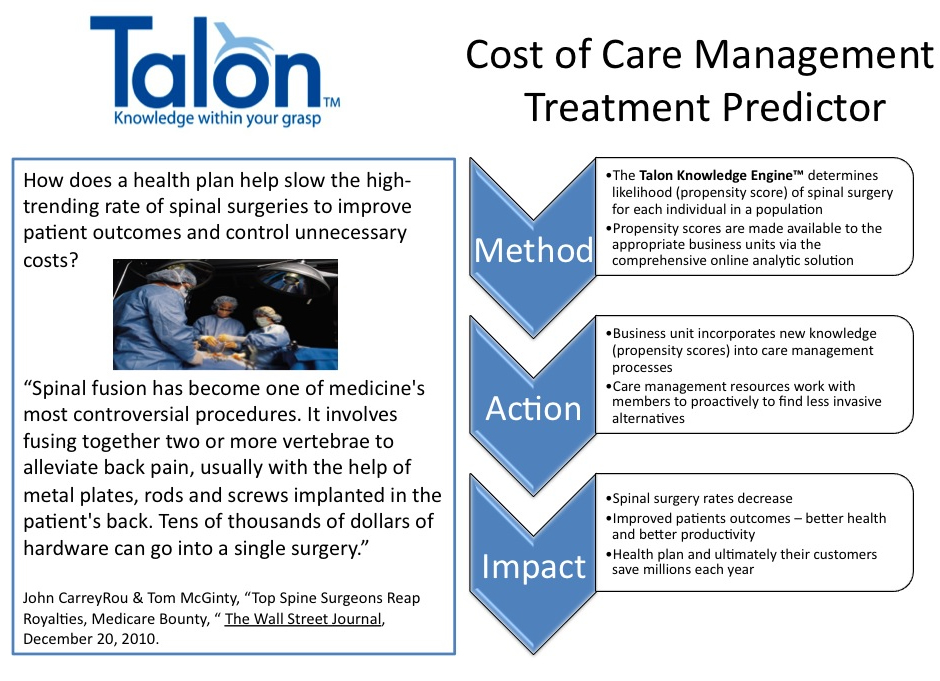 Talon™
Knowledge within your grasp
Cost of Care Management
Treatment Predictor
How does a health plan help slow the high-
trending rate of spinal surgeries to improve
patient outcomes and control unnecessary
costs?
“Spinal fusion has become one of medicine's
most controversial procedures. It involves
fusing together two or more vertebrae to
alleviate back pain, usually with the help of
metal plates, rods and screws implanted in the
patient's back. Tens of thousands of dollars of
hardware can go into a single surgery.”
John CarreyRou & Tom McGinty, “Top Spine Surgeons Reap
Royalties, Medicare Bounty, “ The Wall Street Journal,
December 20, 2010.
Method
•The Talon Knowledge Engine™ determines
likelihood (propensity score) of spinal surgery
for each individual in a population
•Propensity scores are made available to the
appropriate business units via the
comprehensive online analytic solution
Action
•Business unit incorporates new knowledge
(propensity scores) into care management
processes
•Care management resources work with
members to proactively to find less invasive
alternatives
Impact
•Spinal surgery rates decrease
•Improved patients outcomes – better health
and better productivity
•Health plan and ultimately their customers
save millions each year